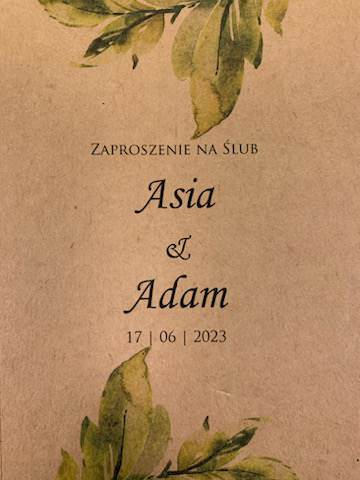 Zaproszenie na Ślub
Asia
&
Adam
17 | 06 | 2023